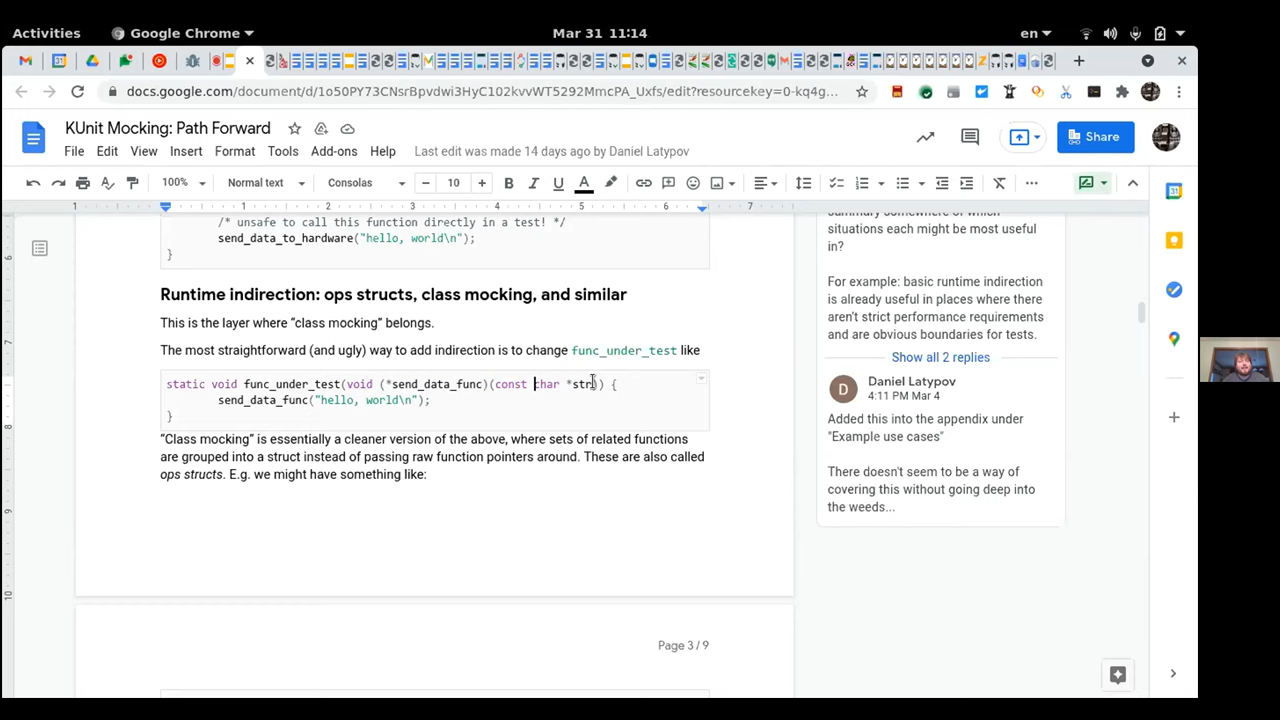 Activities
Google Chrome
Mar 31 11:14
en
docs.google.com/document/d/1o50PY73CNsrBpvdwi3HyC102kvvWT5292MmcPA_Uxfs/edit?resourcekey=0-kq4g...
KUnit Mocking: Path Forward
File Edit View Insert Format Tools Add-ons Help Last edit was made 14 days ago by Daniel Latypov
Share
100% Normal text Consolas 10
1 1 2 3 4 5 6 7
/* unsafe to call this function directly in a test! */
send_data_to_hardware("hello, world\n");
}
Runtime indirection: ops structs, class mocking, and similar
This is the layer where “class mocking” belongs.
The most straightforward (and ugly) way to add indirection is to change func_under_test like
static void func_under_test(void (*send_data_func)(const char *str)) {
send_data_func("hello, world\n");
}
“Class mocking” is essentially a cleaner version of the above, where sets of related functions
are grouped into a struct instead of passing raw function pointers around. These are also called
ops structs. E.g. we might have something like:
Page 3 / 9
summary somewhere of which
situations each might be most useful
in?
For example: basic runtime indirection
is already useful in places where there
aren't strict performance requirements
and are obvious boundaries for tests.
Show all 2 replies
Daniel Latypov
4:11 PM Mar 4
Added this into the appendix under
"Example use cases"
There doesn't seem to be a way of
covering this without going deep into
the weeds...